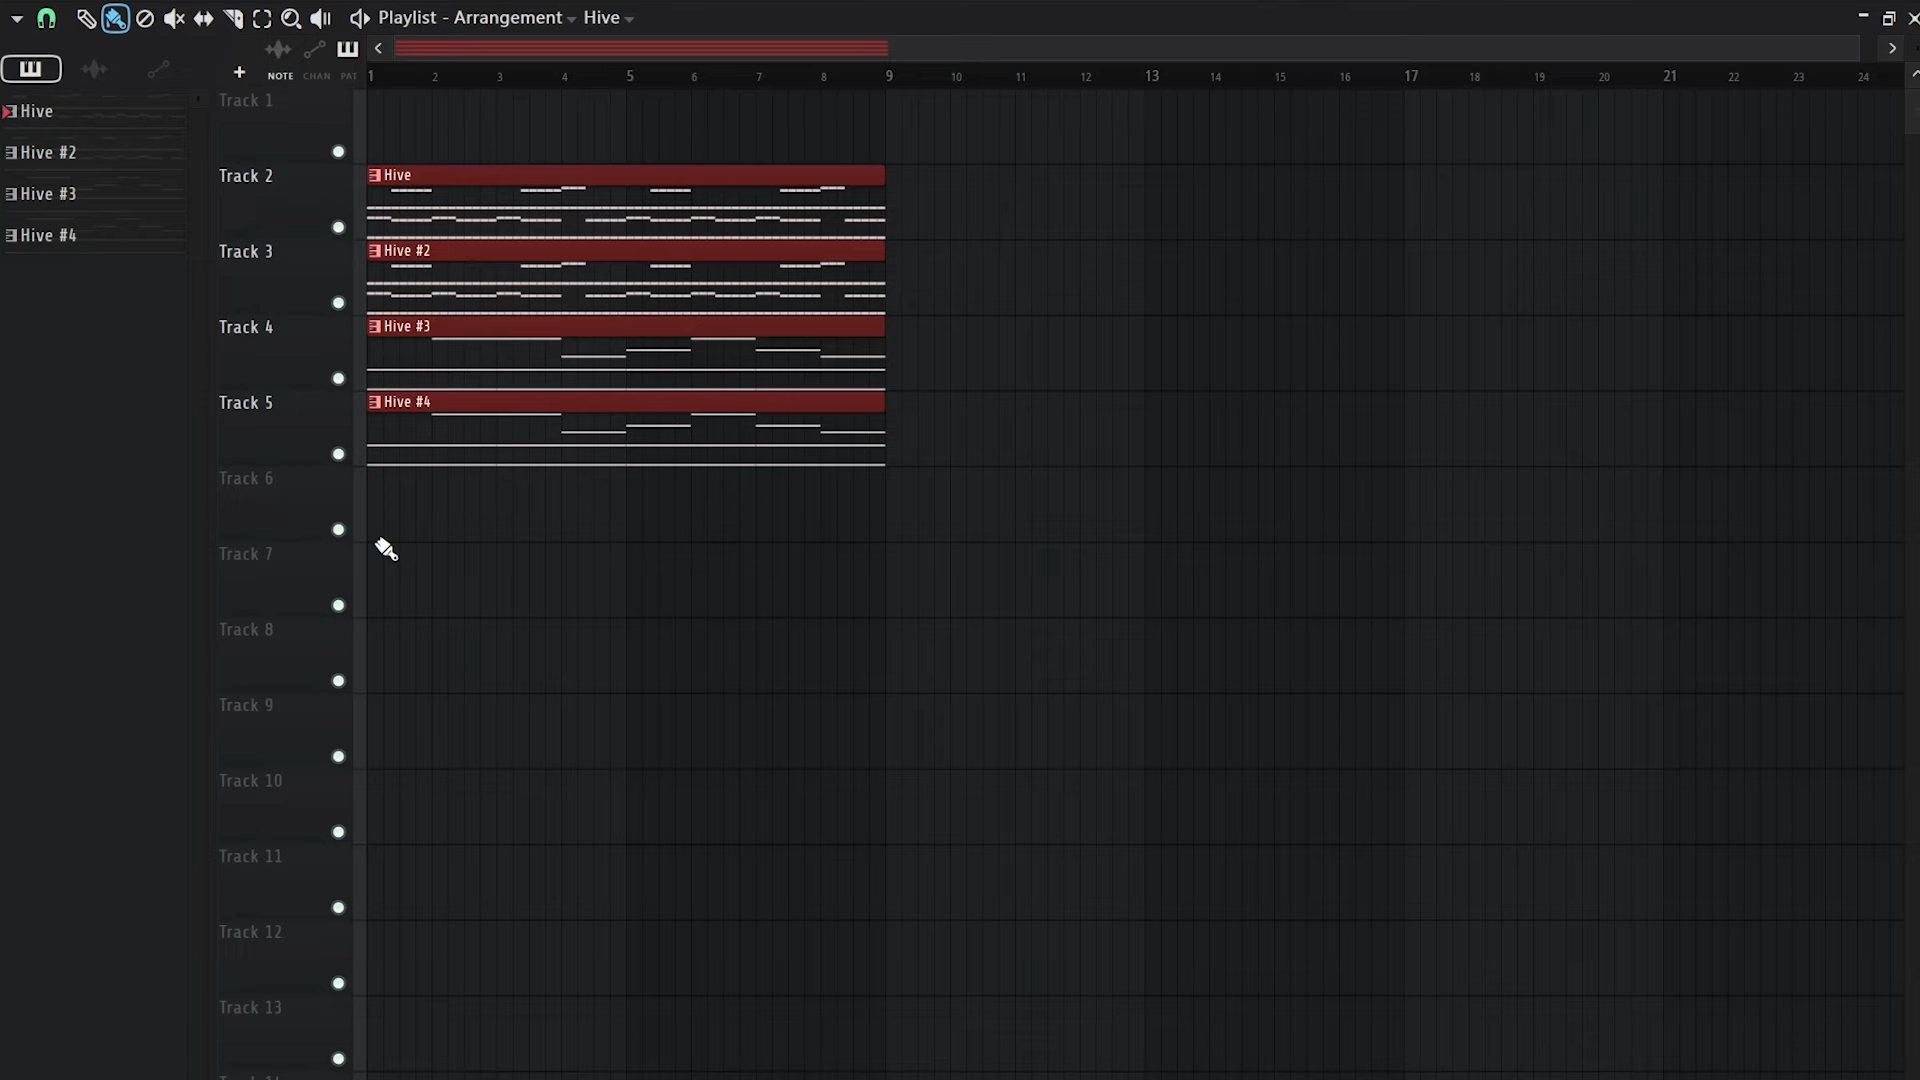 Playlist - Arrangement Hive
NOTE CHAN PAT
1 2 3 4 5 6 7 8 9 10 11 12 13 14 15 16 17 18 19 20 21 22 23 24
Hive
Hive #2
Hive #3
Hive #4
Track 1
Track 2
Hive
Track 3
Hive #2
Track 4
Hive #3
Track 5
Hive #4
Track 6
Track 7
Track 8
Track 9
Track 10
Track 11
Track 12
Track 13